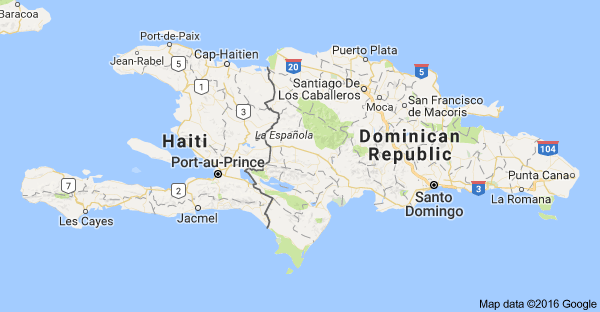 Baracoa
Port-de-Paix
Jean-Rabel
Cap-Haitien
Puerto Plata
5
20
5
1
Santiago De
Los Caballeros
Moca
San Francisco
de Macoris
3
La Española
Haiti
Dominican
Republic
104
Port-au-Prince
Punta Cana
7
2
3
Santo
Domingo
La Romana
Les Cayes
Jacmel
Map data ©2016 Google